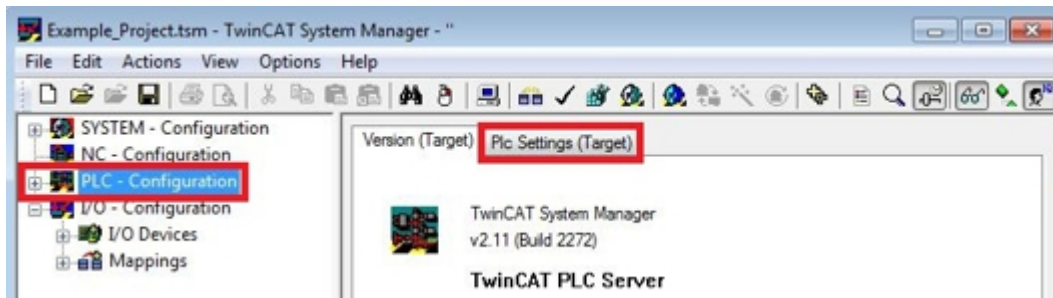 Example_Project.tsm - TwinCAT System Manager - ''
File Edit Actions View Options Help
SYSTEM - Configuration
NC - Configuration
PLC - Configuration
I/O - Configuration
I/O Devices
Mappings
Version (Target) Plc Settings (Target)
TwinCAT System Manager
v2.11 (Build 2272)
TwinCAT PLC Server